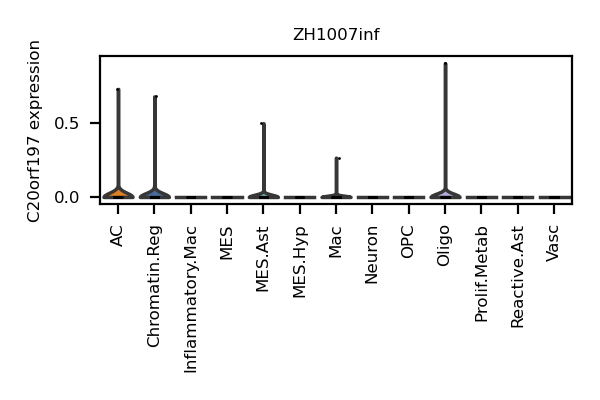 ZH1007inf
C20orf197 expression
0.5
0.0
AC
Chromatin.Reg
Inflammatory.Mac
MES
MES.Ast
MES.Hyp
Mac
Neuron
OPC
Oligo
Prolif.Metab
Reactive.Ast
Vasc